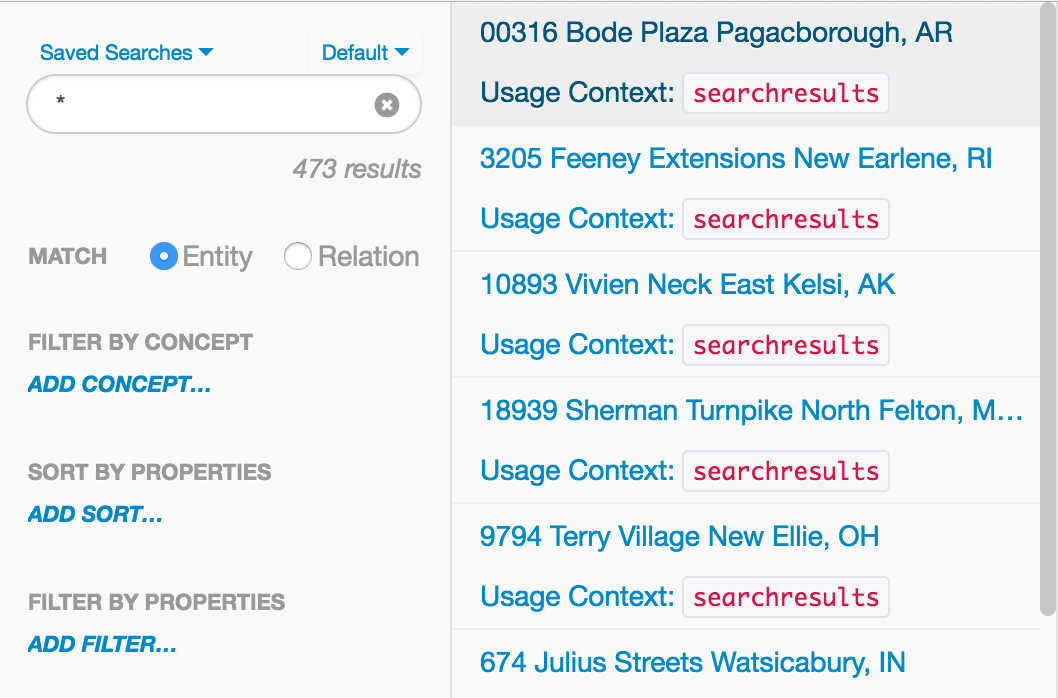 Saved Searches
Default
*
473 results
MATCH
Entity
Relation
FILTER BY CONCEPT
ADD CONCEPT...
SORT BY PROPERTIES
ADD SORT...
FILTER BY PROPERTIES
ADD FILTER...
00316 Bode Plaza Pagacborough, AR
Usage Context: searchresults
3205 Feeney Extensions New Earlene, RI
Usage Context: searchresults
10893 Vivien Neck East Kelsi, AK
Usage Context: searchresults
18939 Sherman Turnpike North Felton, M...
Usage Context: searchresults
9794 Terry Village New Ellie, OH
Usage Context: searchresults
674 Julius Streets Watsicabury, IN